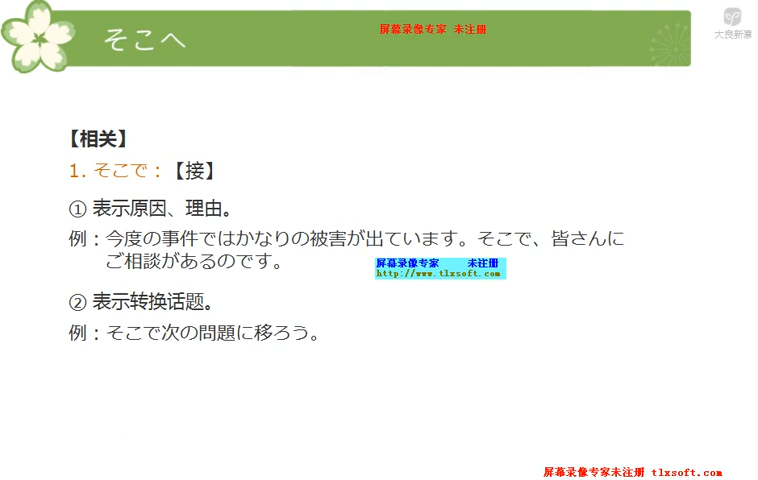 そこへ
屏幕录像专家 未注册
大良新素
【相关】
1. そこで：【接】
① 表示原因、理由。
例：今度の事件ではかなりの被害が出ています。そこで、皆さんに
ご相談があるのです。
屏幕录像专家 未注册
http://www.tlxsoft.com
② 表示转换话题。
例：そこで次の問題に移ろう。
屏幕录像专家未注册 tlxsoft.com